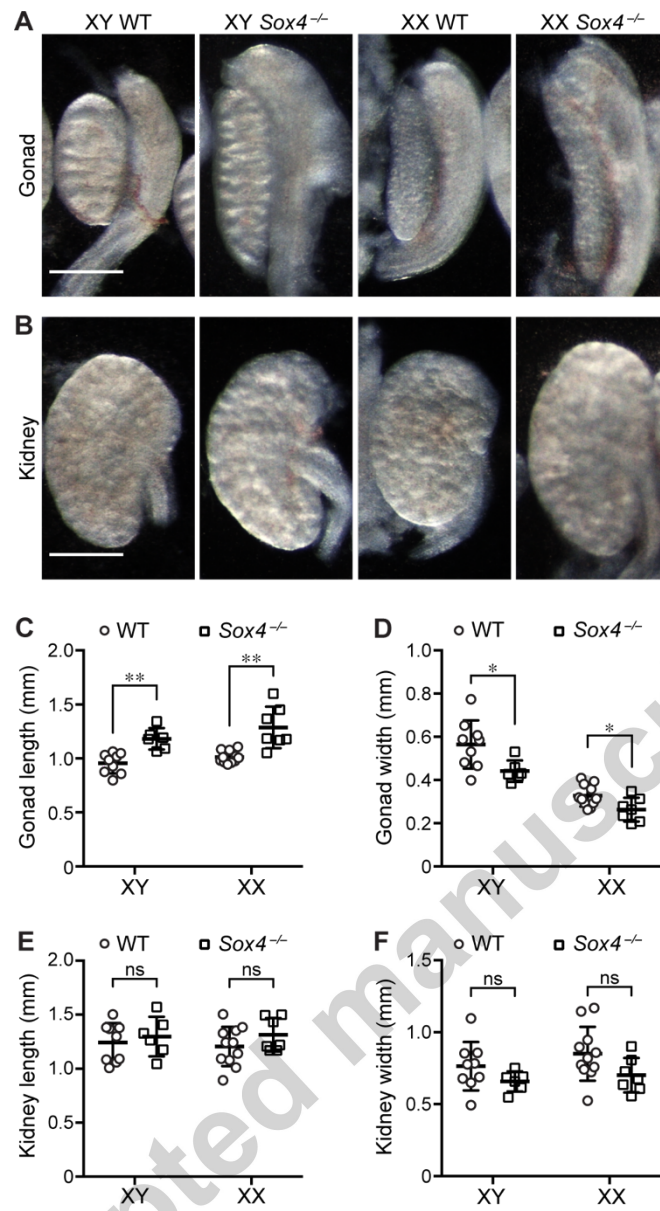 A XY WT XY Sox4–/– XX WT XX Sox4–/–
Gonad
B
Kidney
C ○ WT □ Sox4–/–
Gonad length (mm)
2.0
1.5
1.0
0.5
0
** **
XY XX
D ○ WT □ Sox4–/–
Gonad width (mm)
1.0
0.8
0.6
0.4
0.2
0
* *
XY XX
E ○ WT □ Sox4–/–
Kidney length (mm)
2.0
1.5
1.0
0.5
0
ns ns
XY XX
F ○ WT □ Sox4–/–
Kidney width (mm)
1.5
1.0
0.5
0
ns ns
XY XX
pted manusc